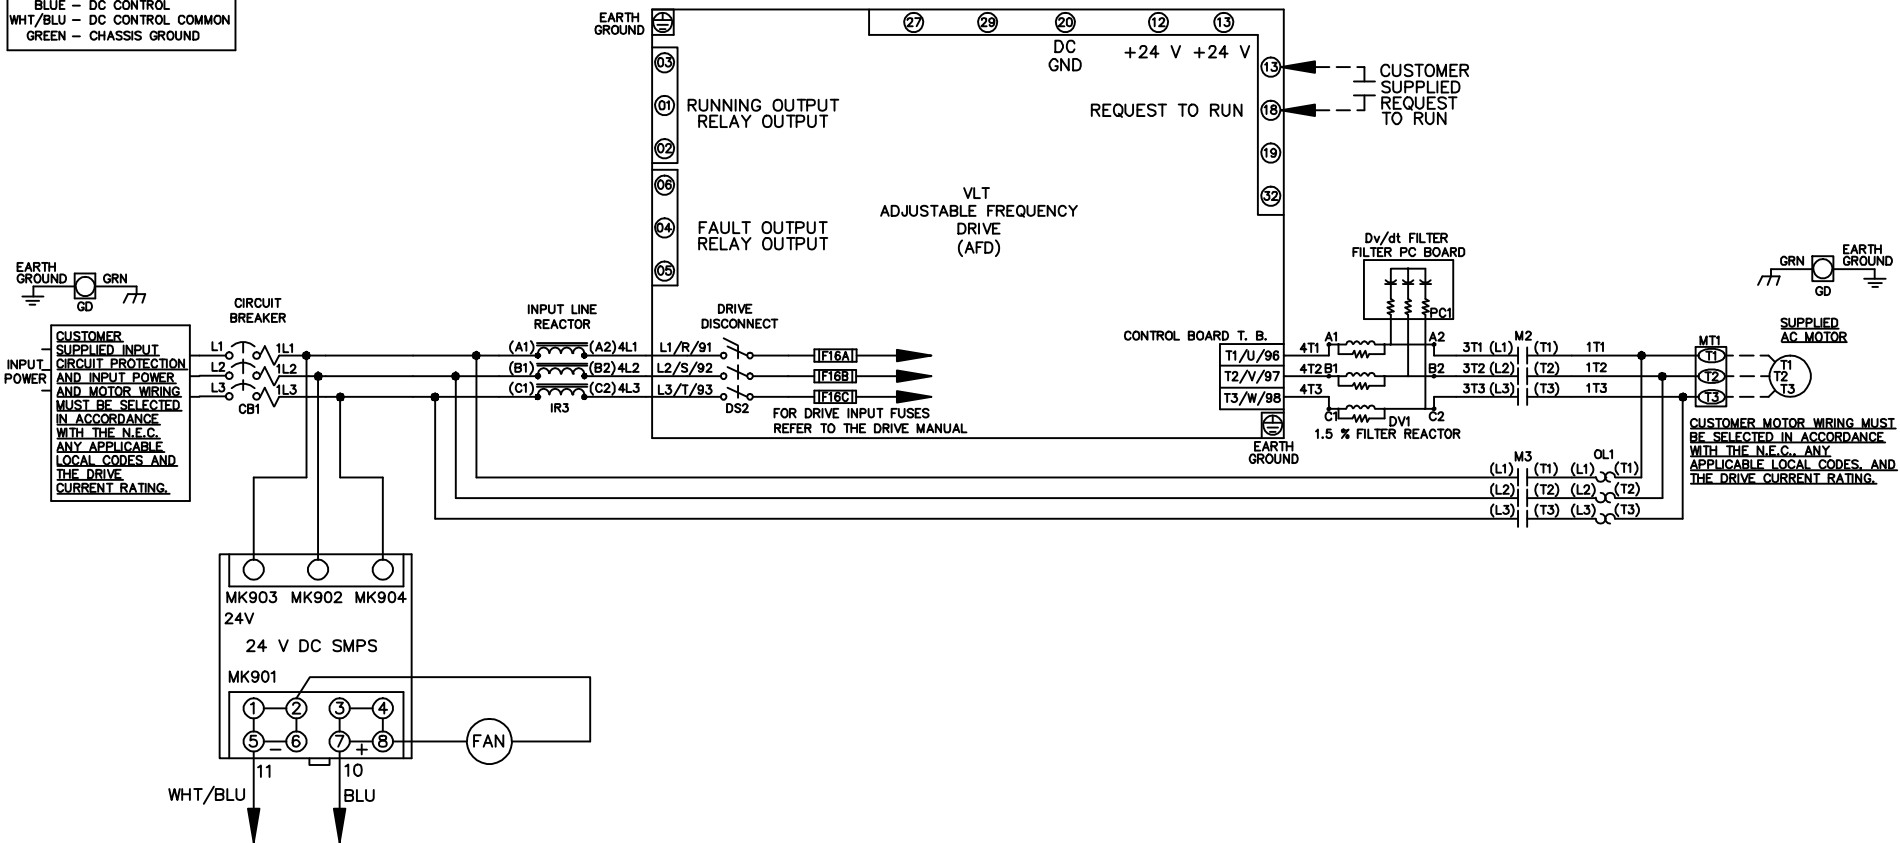 BLUE – DC CONTROL
WHT/BLU – DC CONTROL COMMON
GREEN – CHASSIS GROUND
EARTH
GROUND
27
29
20
12
13
DC
GND
+24 V
+24 V
03
01
02
RUNNING OUTPUT
RELAY OUTPUT
06
04
05
FAULT OUTPUT
RELAY OUTPUT
13
18
19
32
REQUEST TO RUN
CUSTOMER
SUPPLIED
REQUEST
TO RUN
VLT
ADJUSTABLE FREQUENCY
DRIVE
(AFD)
EARTH
GROUND
GRN
GD
CIRCUIT
BREAKER
INPUT LINE
REACTOR
DRIVE
DISCONNECT
CONTROL BOARD T. B.
Dv/dt FILTER
FILTER PC BOARD
PC1
GRN
GD
EARTH
GROUND
SUPPLIED
AC MOTOR
INPUT
POWER
CUSTOMER
SUPPLIED INPUT
CIRCUIT PROTECTION
AND INPUT POWER
AND MOTOR WIRING
MUST BE SELECTED
IN ACCORDANCE
WITH THE N.E.C.
ANY APPLICABLE
LOCAL CODES AND
THE DRIVE
CURRENT RATING.
L1 1L1
L2 1L2
L3 1L3
CB1
(A1) (A2) 4L1
(B1) (B2) 4L2
(C1) (C2) 4L3
IR3
L1/R/91
L2/S/92
L3/T/93
DS2
F16A
F16B
F16C
FOR DRIVE INPUT FUSES
REFER TO THE DRIVE MANUAL
T1/U/96
T2/V/97
T3/W/98
EARTH
GROUND
4T1 A1 A2
4T2 B1 B2
4T3 C1 C2
DV1
1.5 % FILTER REACTOR
M2
3T1 (L1) (T1) 1T1
3T2 (L2) (T2) 1T2
3T3 (L3) (T3) 1T3
MT1
T1
T2
T3
T1
T2
T3
CUSTOMER MOTOR WIRING MUST
BE SELECTED IN ACCORDANCE
WITH THE N.E.C., ANY
APPLICABLE LOCAL CODES, AND
THE DRIVE CURRENT RATING.
M3
OL1
(L1) (T1) (L1) (T1)
(L2) (T2) (L2) (T2)
(L3) (T3) (L3) (T3)
MK903 MK902 MK904
24V
24 V DC SMPS
MK901
1 2 3 4
5 – 6 7 + 8
FAN
11
10
WHT/BLU
BLU